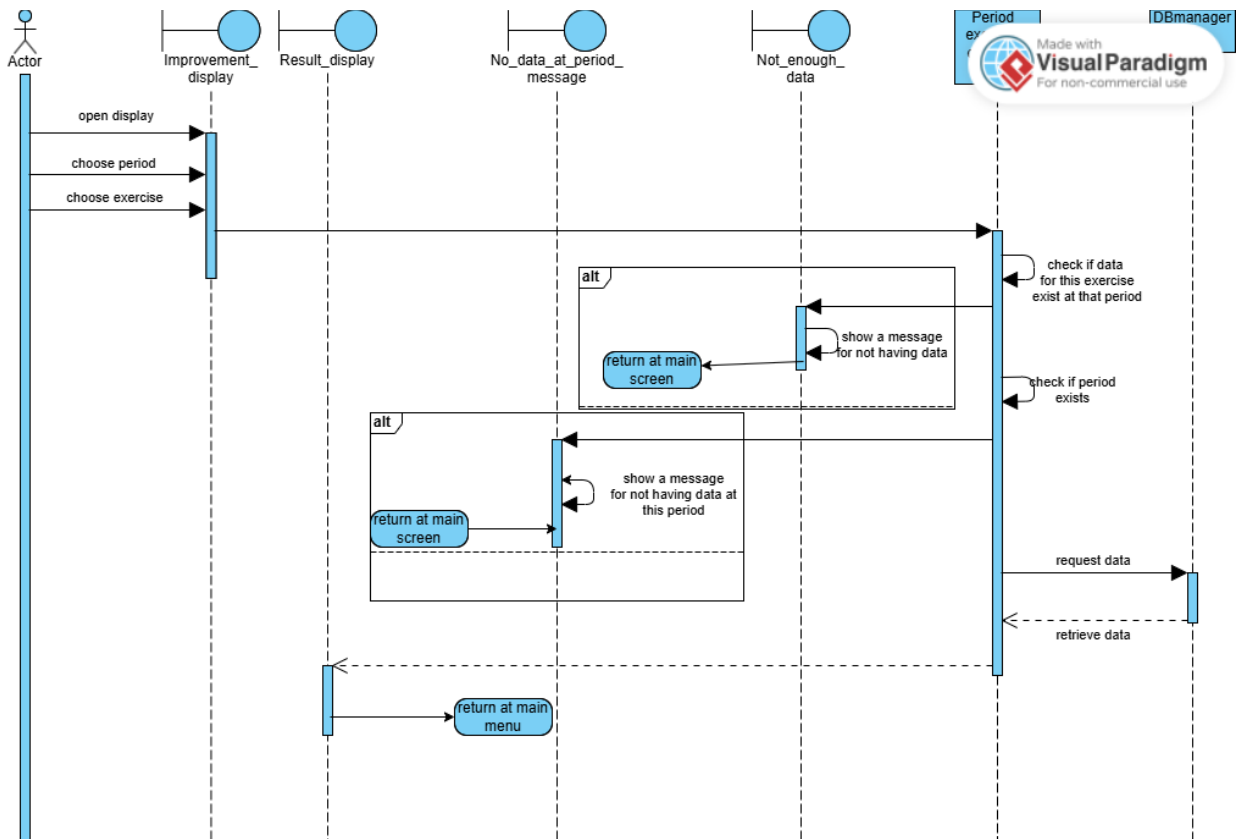 Actor
Improvement_
display
Result_display
No_data_at_period_
message
Not_enough_
data
Period
DBmanager
Made with
VisualParadigm
For non-commercial use
open display
choose period
choose exercise
check if data
for this exercise
exist at that period
alt
show a message
for not having data
return at main
screen
check if period
exists
alt
show a message
for not having data at
this period
return at main
screen
request data
retrieve data
return at main
menu